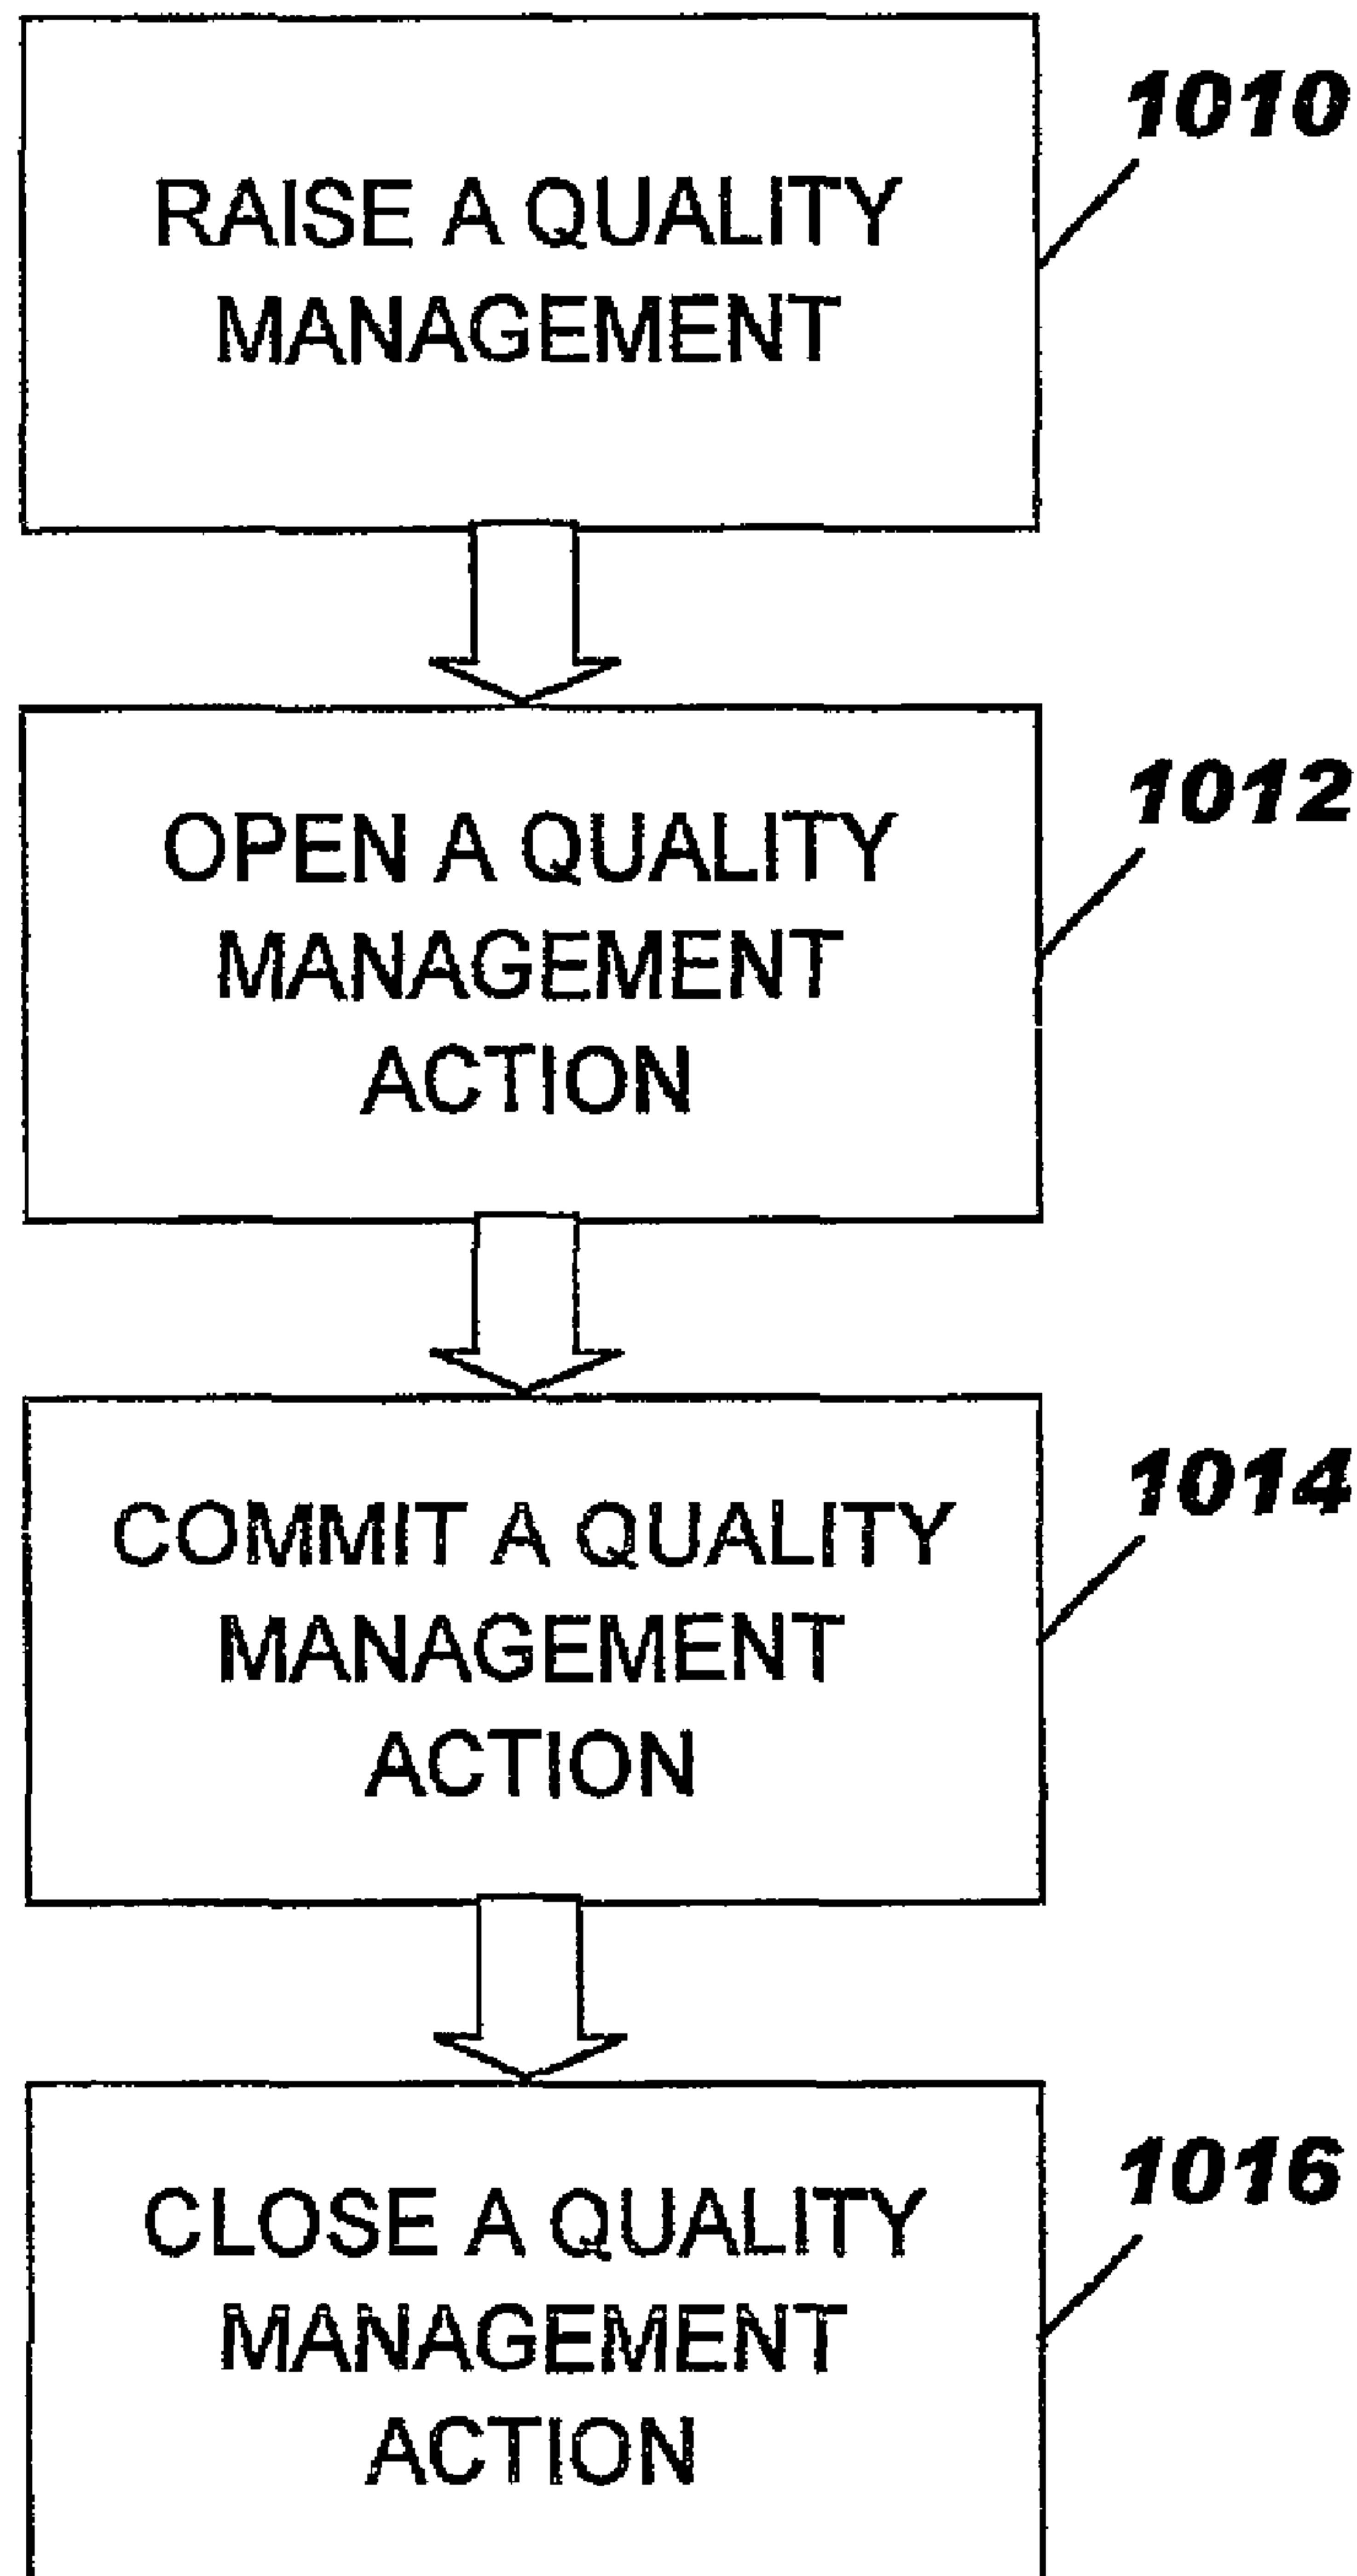 RAISE A QUALITY
MANAGEMENT
1010
OPEN A QUALITY
MANAGEMENT
ACTION
1012
COMMIT A QUALITY
MANAGEMENT
ACTION
1014
CLOSE A QUALITY
MANAGEMENT
ACTION
1016